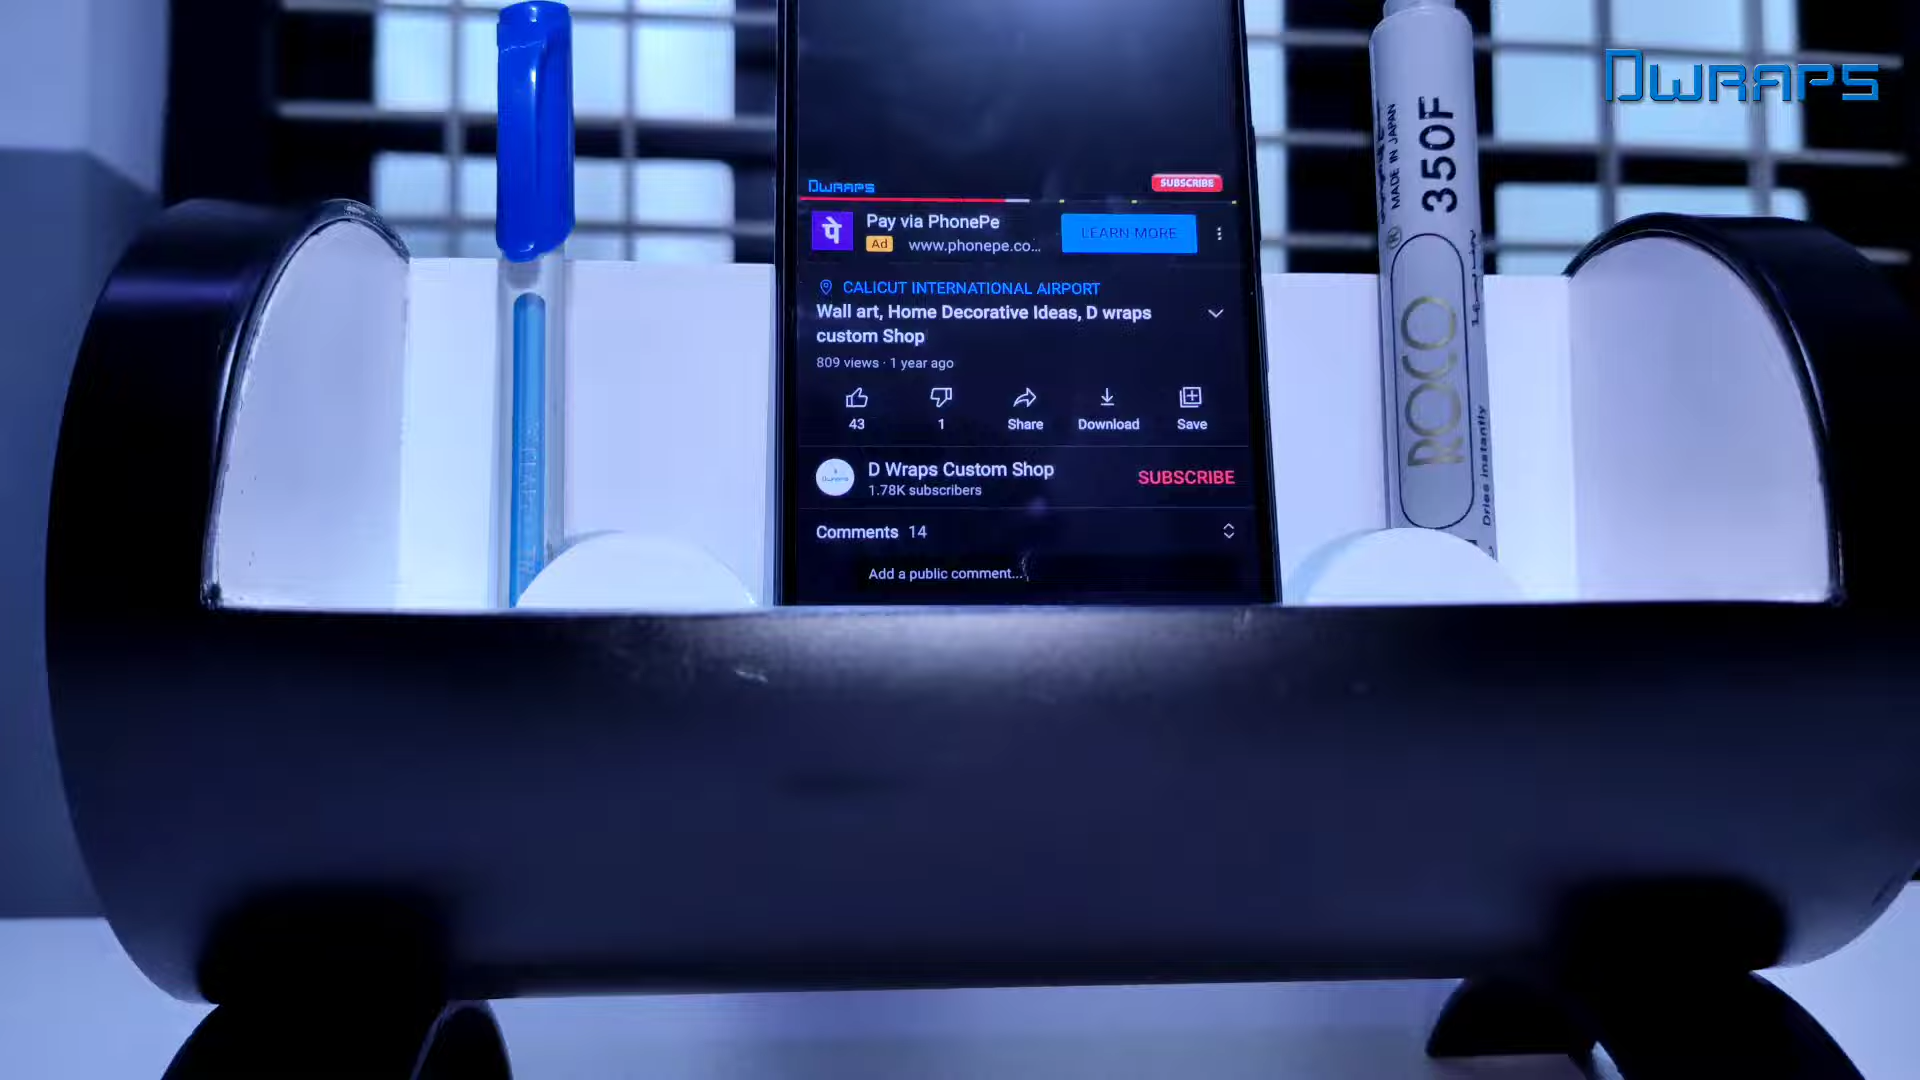 DWRAPS
DWRAPS
SUBSCRIBE
पे
Pay via PhonePe
Ad www.phonepe.co...
LEARN MORE
CALICUT INTERNATIONAL AIRPORT
Wall art, Home Decorative Ideas, D wraps
custom Shop
809 views · 1 year ago
43
1
Share
Download
Save
D Wraps Custom Shop
1.78K subscribers
SUBSCRIBE
Comments 14
Add a public comment...
350F
MADE IN JAPAN
ROCO
Dries instantly